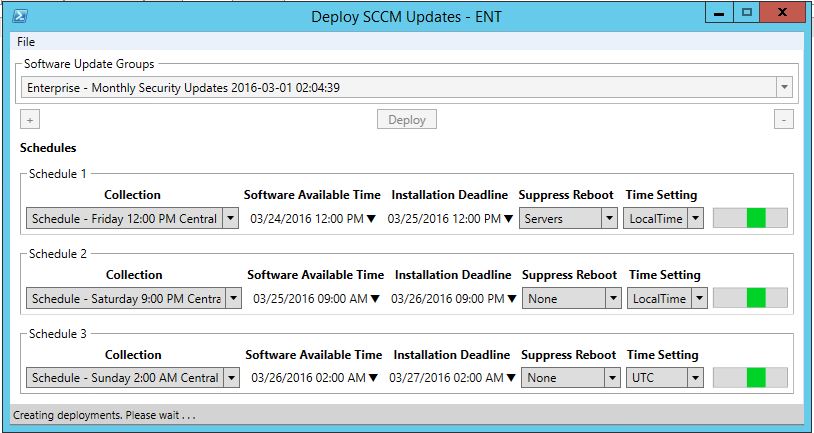 Deploy SCCM Updates - ENT
File
Software Update Groups
Enterprise - Monthly Security Updates 2016-03-01 02:04:39
+ Deploy -
Schedules
Schedule 1
Collection Software Available Time Installation Deadline Suppress Reboot Time Setting
Schedule - Friday 12:00 PM Central 03/24/2016 12:00 PM 03/25/2016 12:00 PM Servers LocalTime
Schedule 2
Collection Software Available Time Installation Deadline Suppress Reboot Time Setting
Schedule - Saturday 9:00 PM Centra 03/25/2016 09:00 AM 03/26/2016 09:00 PM None LocalTime
Schedule 3
Collection Software Available Time Installation Deadline Suppress Reboot Time Setting
Schedule - Sunday 2:00 AM Central 03/26/2016 02:00 AM 03/27/2016 02:00 AM None UTC
Creating deployments. Please wait . . .